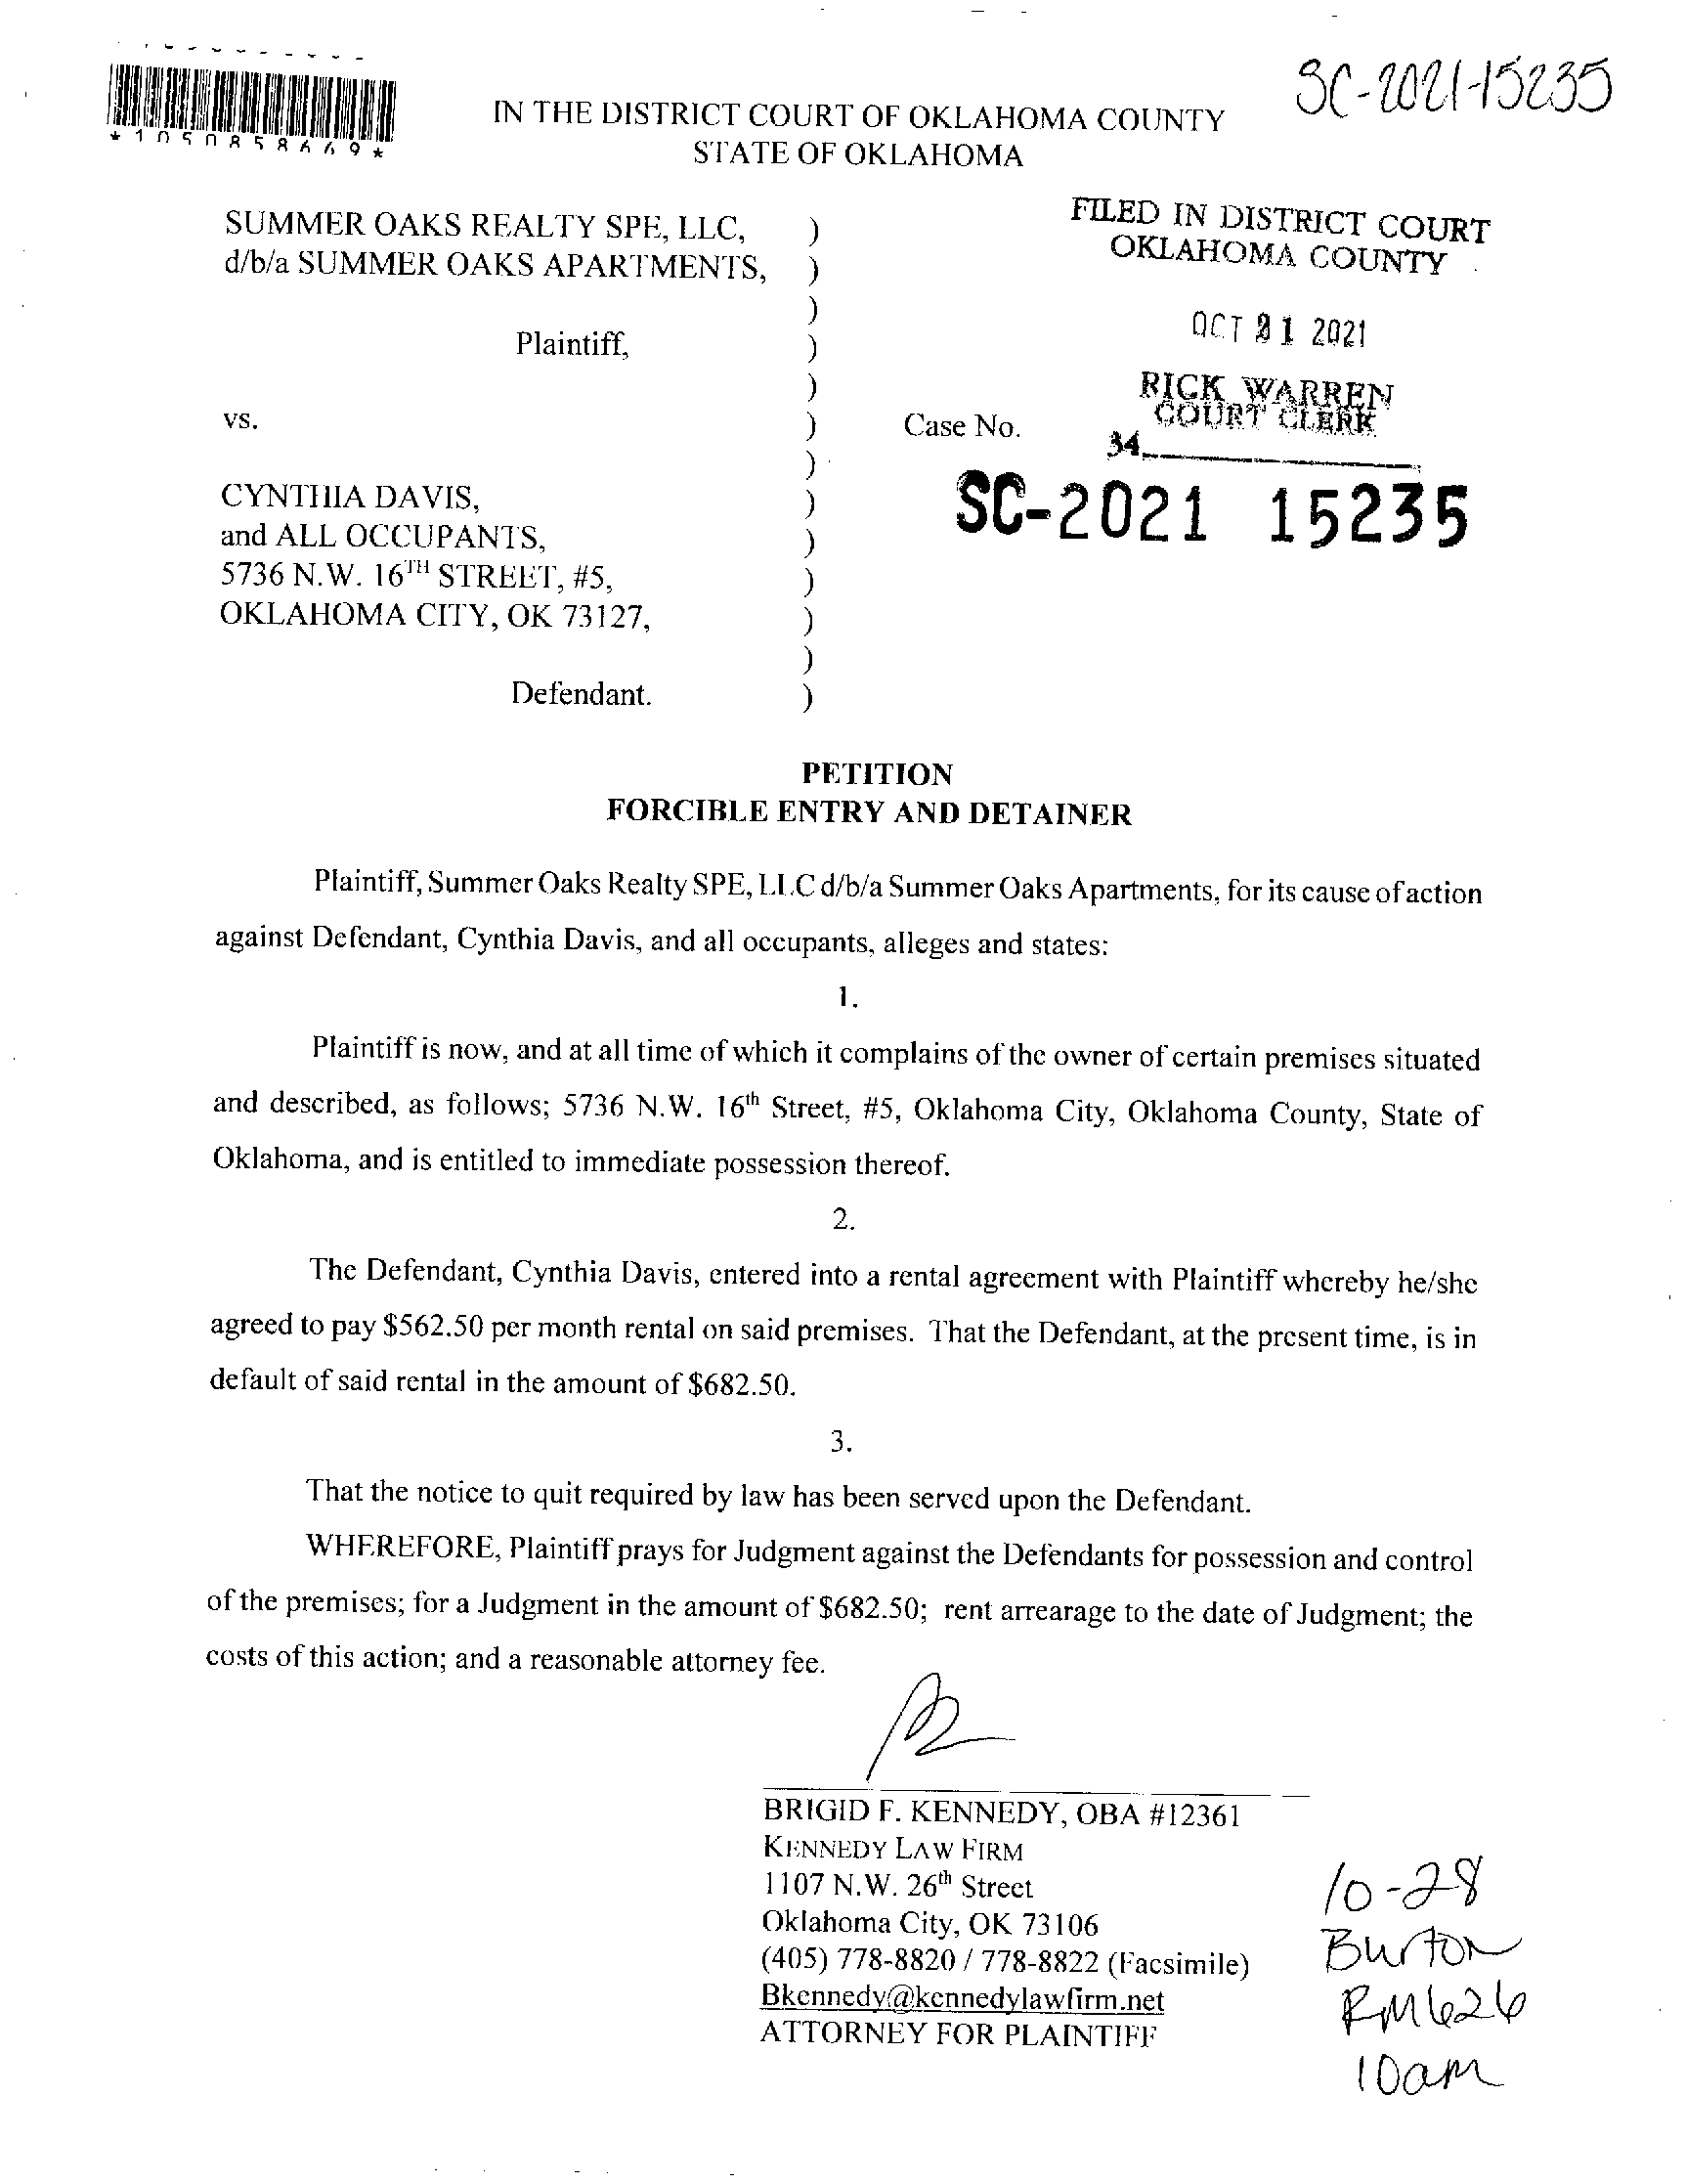 SC-2021-15235
*1050858669*
IN THE DISTRICT COURT OF OKLAHOMA COUNTY
STATE OF OKLAHOMA
SUMMER OAKS REALTY SPE, LLC, )
d/b/a SUMMER OAKS APARTMENTS, )
)
Plaintiff, )
)
vs. )
)
CYNTHIA DAVIS, )
and ALL OCCUPANTS, )
5736 N.W. 16TH STREET, #5, )
OKLAHOMA CITY, OK 73127, )
)
Defendant. )
FILED IN DISTRICT COURT
OKLAHOMA COUNTY
OCT 21 2021
RICK WARREN
COURT CLERK
Case No.
34
SC-2021 15235
PETITION
FORCIBLE ENTRY AND DETAINER
Plaintiff, Summer Oaks Realty SPE, LLC d/b/a Summer Oaks Apartments, for its cause of action
against Defendant, Cynthia Davis, and all occupants, alleges and states:
1.
Plaintiff is now, and at all time of which it complains of the owner of certain premises situated
and described, as follows; 5736 N.W. 16th Street, #5, Oklahoma City, Oklahoma County, State of
Oklahoma, and is entitled to immediate possession thereof.
2.
The Defendant, Cynthia Davis, entered into a rental agreement with Plaintiff whereby he/she
agreed to pay $562.50 per month rental on said premises. That the Defendant, at the present time, is in
default of said rental in the amount of $682.50.
3.
That the notice to quit required by law has been served upon the Defendant.
WHEREFORE, Plaintiff prays for Judgment against the Defendants for possession and control
of the premises; for a Judgment in the amount of $682.50; rent arrearage to the date of Judgment; the
costs of this action; and a reasonable attorney fee.
BRIGID F. KENNEDY, OBA #12361
KENNEDY LAW FIRM
1107 N.W. 26th Street
Oklahoma City, OK 73106
(405) 778-8820 / 778-8822 (Facsimile)
Bkennedy@kennedylawfirm.net
ATTORNEY FOR PLAINTIFF
10-28
Burton
RM 626
10am